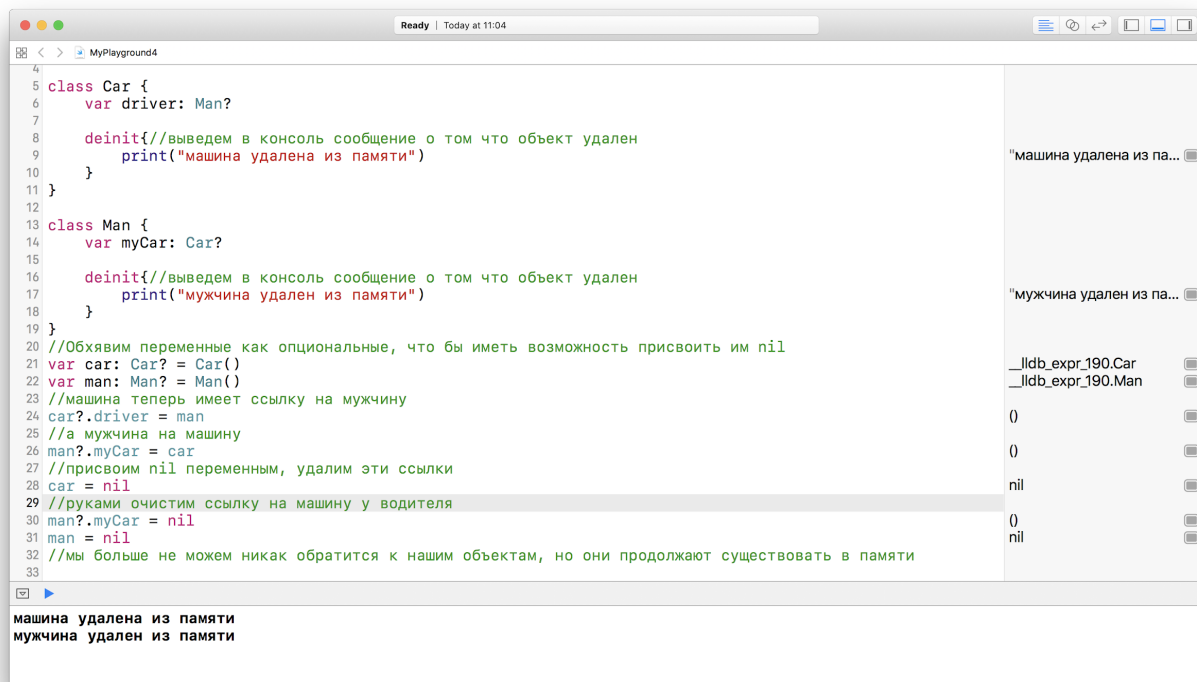 Ready | Today at 11:04
MyPlayground4
4
5 class Car {
6     var driver: Man?
7
8     deinit{//выведем в консоль сообщение о том что объект удален
9         print("машина удалена из памяти")
"машина удалена из па...
10     }
11 }
12
13 class Man {
14     var myCar: Car?
15
16     deinit{//выведем в консоль сообщение о том что объект удален
17         print("мужчина удален из памяти")
"мужчина удален из па...
18     }
19 }
20 //Обхявим переменные как опциональные, что бы иметь возможность присвоить им nil
21 var car: Car? = Car()
__lldb_expr_190.Car
22 var man: Man? = Man()
__lldb_expr_190.Man
23 //машина теперь имеет ссылку на мужчину
24 car?.driver = man
()
25 //а мужчина на машину
26 man?.myCar = car
()
27 //присвоим nil переменным, удалим эти ссылки
28 car = nil
nil
29 //руками очистим ссылку на машину у водителя
30 man?.myCar = nil
()
31 man = nil
nil
32 //мы больше не можем никак обратится к нашим объектам, но они продолжают существовать в памяти
33
машина удалена из памяти
мужчина удален из памяти